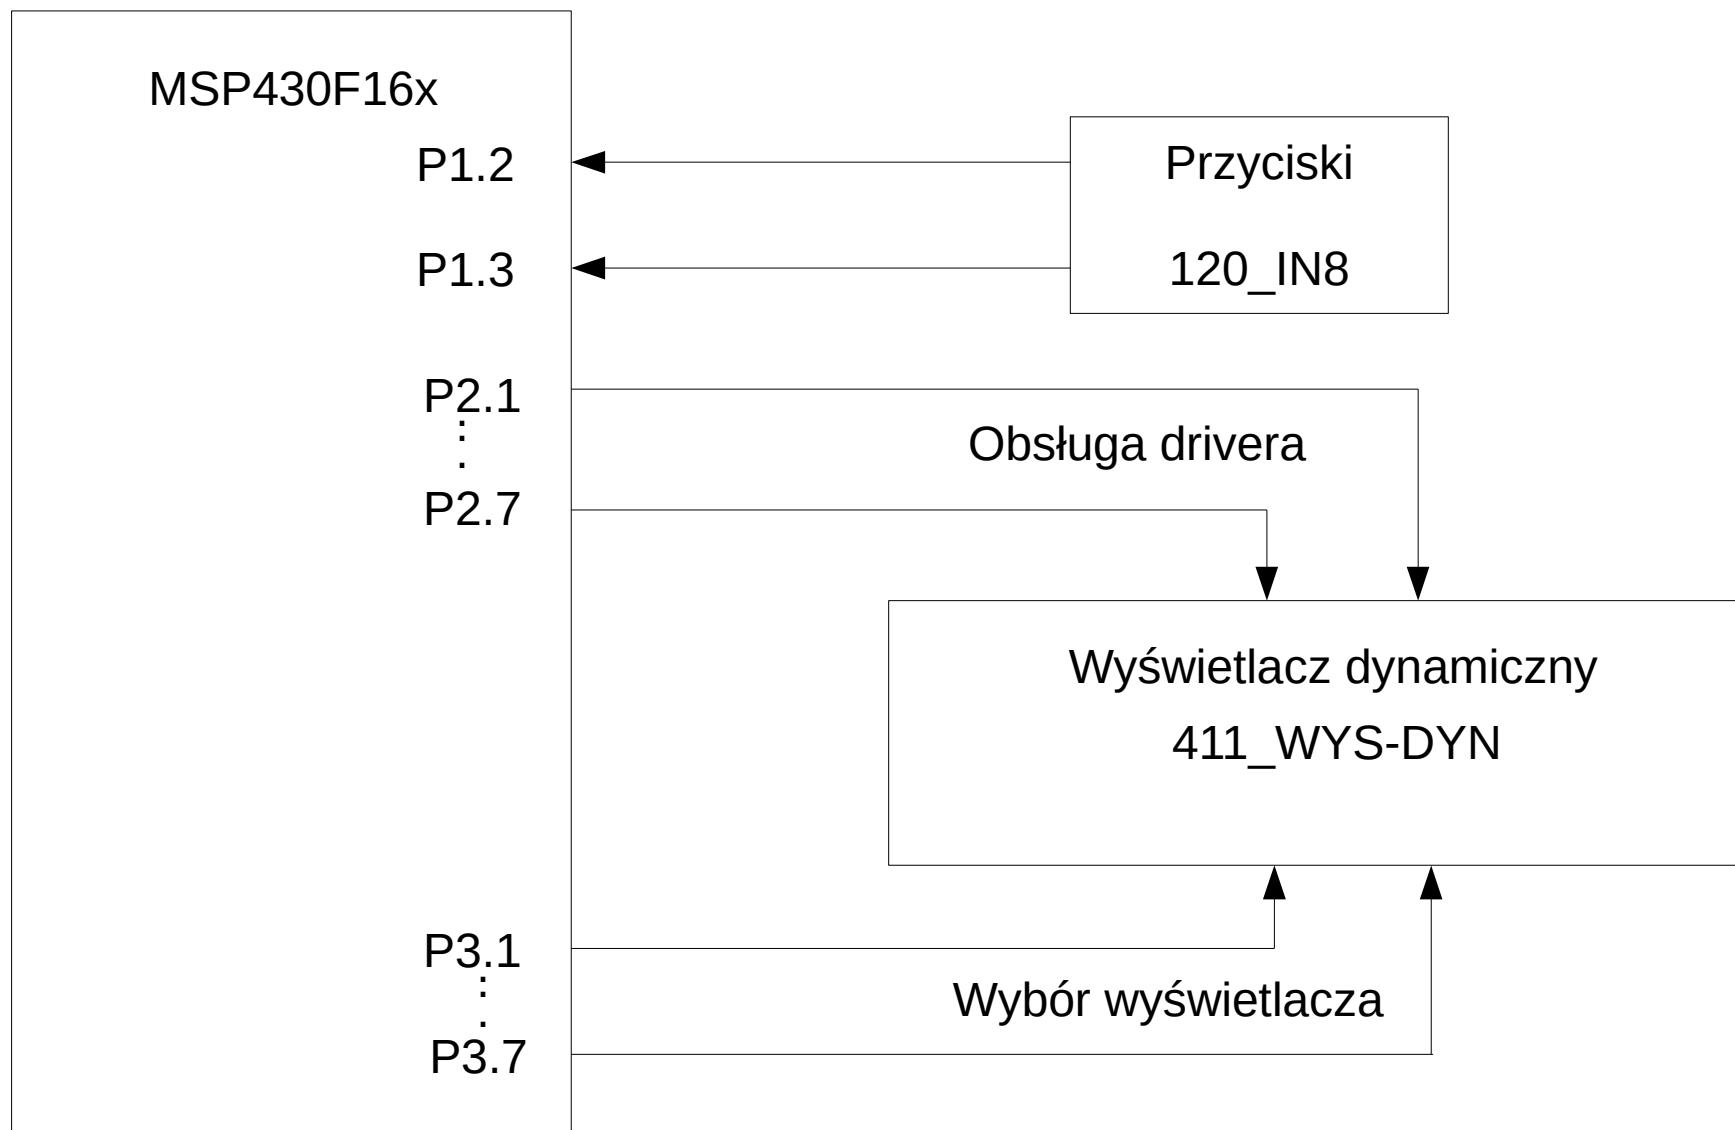 MSP430F16x
P1.2
Przyciski
P1.3
120_IN8
P2.1
:
.
Obsługa drivera
P2.7
Wyświetlacz dynamiczny
411_WYS-DYN
P3.1
:
.
Wybór wyświetlacza
P3.7